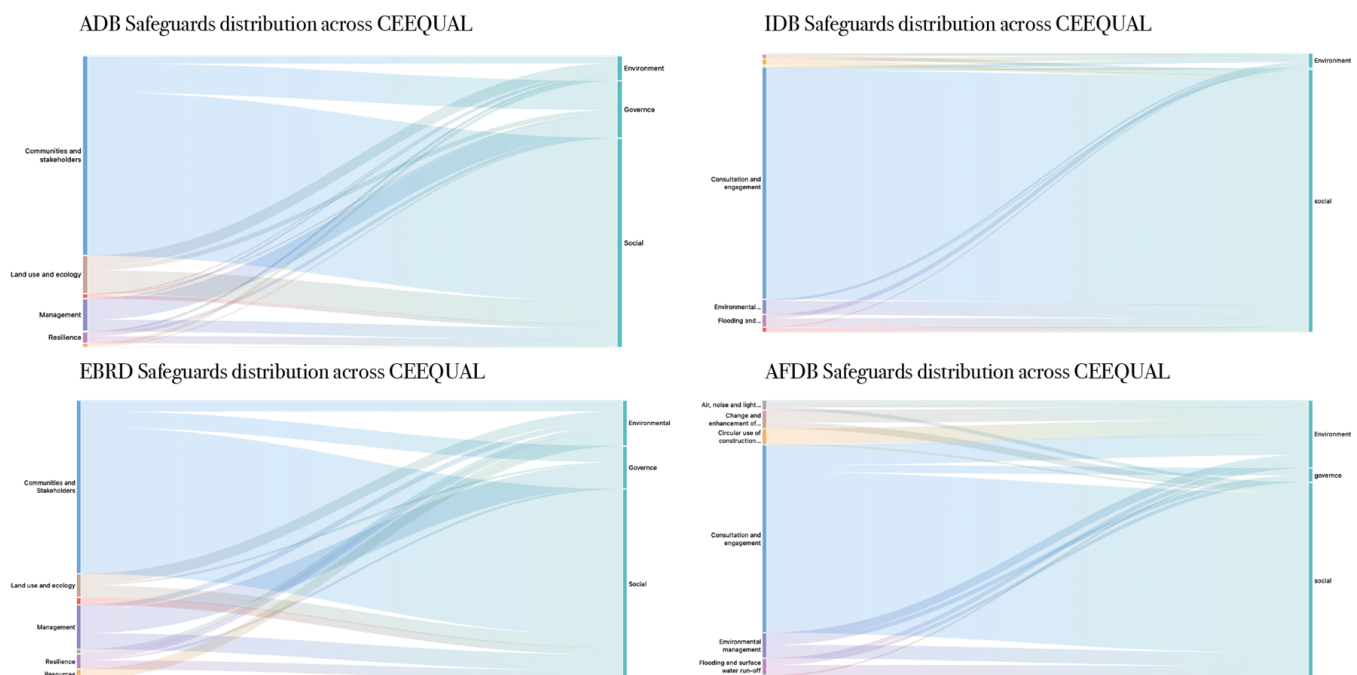 ADB Safeguards distribution across CEEQUAL
Environment
Governce
Communities and
stakeholders
Social
Land use and ecology
Management
Resilience
IDB Safeguards distribution across CEEQUAL
Environment
Consultation and
engagement
social
Environmental...
Flooding and...
EBRD Safeguards distribution across CEEQUAL
Environmental
Governce
Communities and
Stakeholders
Social
Land use and ecology
Management
Resilience
Resources
AFDB Safeguards distribution across CEEQUAL
Air, noise and light...
Change and
enhancement of...
Circular use of
construction...
Environment
governce
Consultation and
engagement
social
Environmental
management
Flooding and surface
water run-off